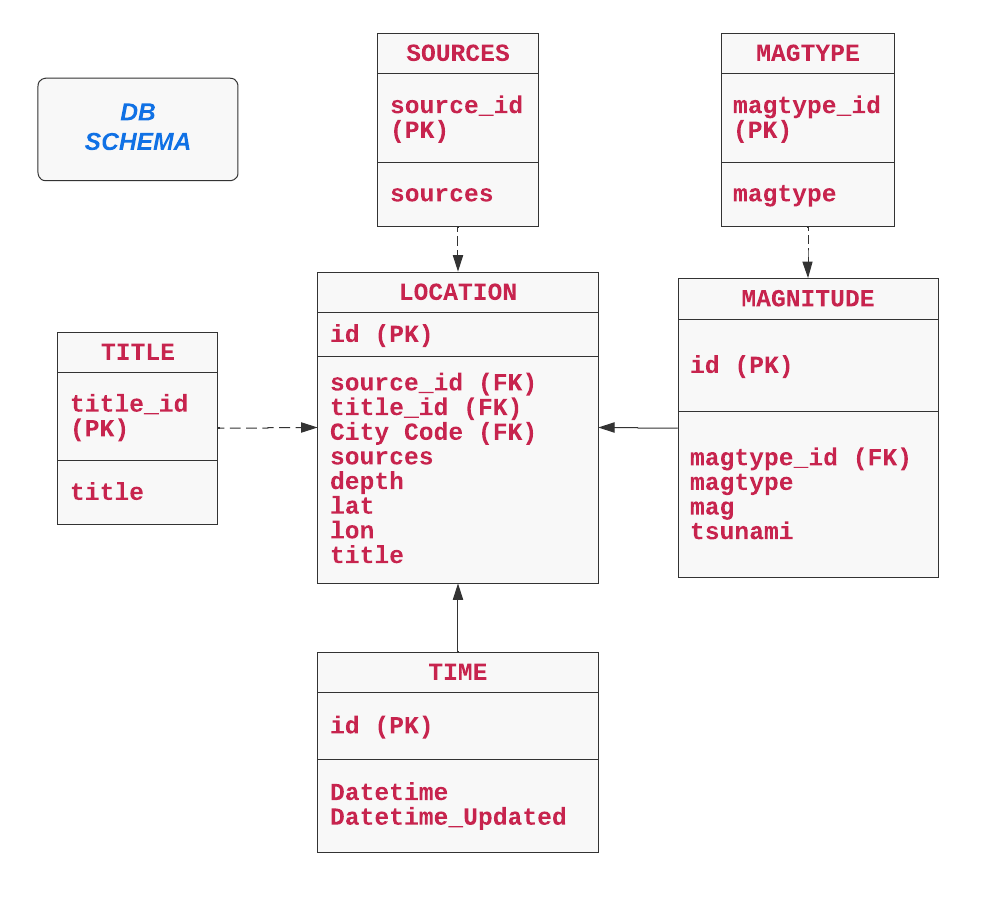 DB
SCHEMA
SOURCES
source_id
(PK)
sources
MAGTYPE
magtype_id
(PK)
magtype
TITLE
title_id
(PK)
title
LOCATION
id (PK)
source_id (FK)
title_id (FK)
City Code (FK)
sources
depth
lat
lon
title
MAGNITUDE
id (PK)
magtype_id (FK)
magtype
mag
tsunami
TIME
id (PK)
Datetime
Datetime_Updated